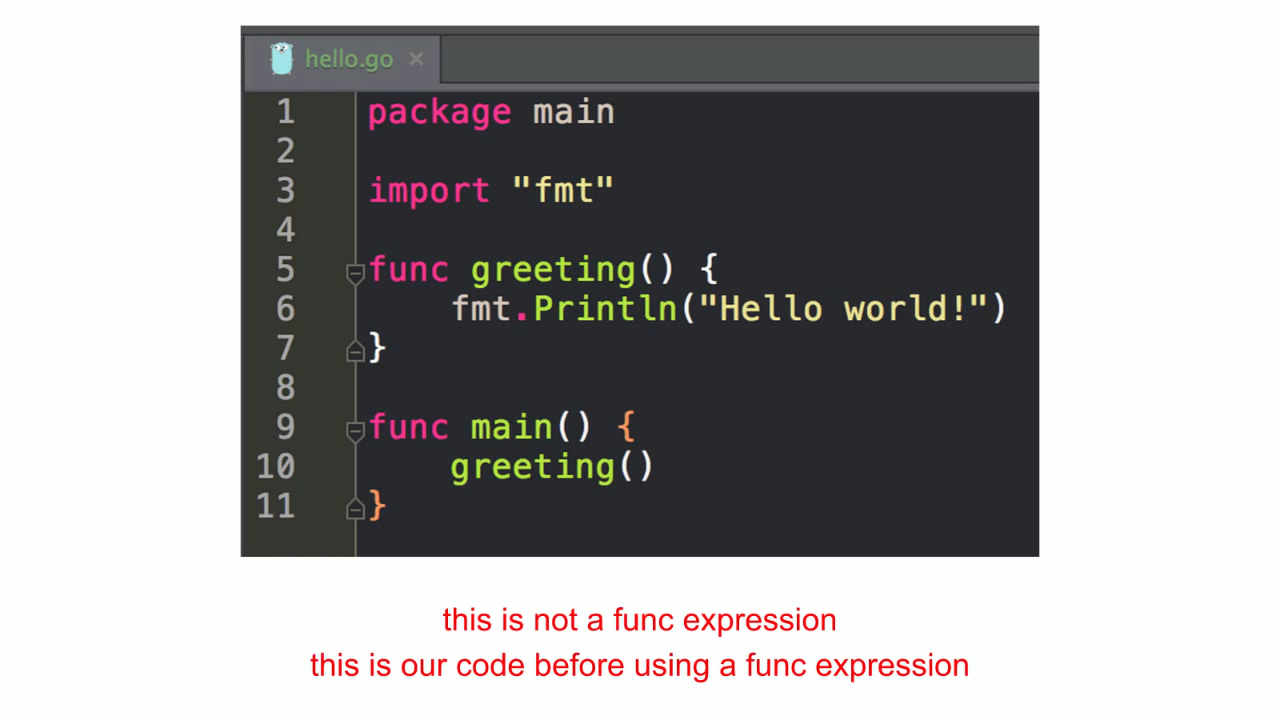 hello.go ×
1 package main
2
3 import "fmt"
4
5 func greeting() {
6     fmt.Println("Hello world!")
7 }
8
9 func main() {
10     greeting()
11 }
this is not a func expression
this is our code before using a func expression